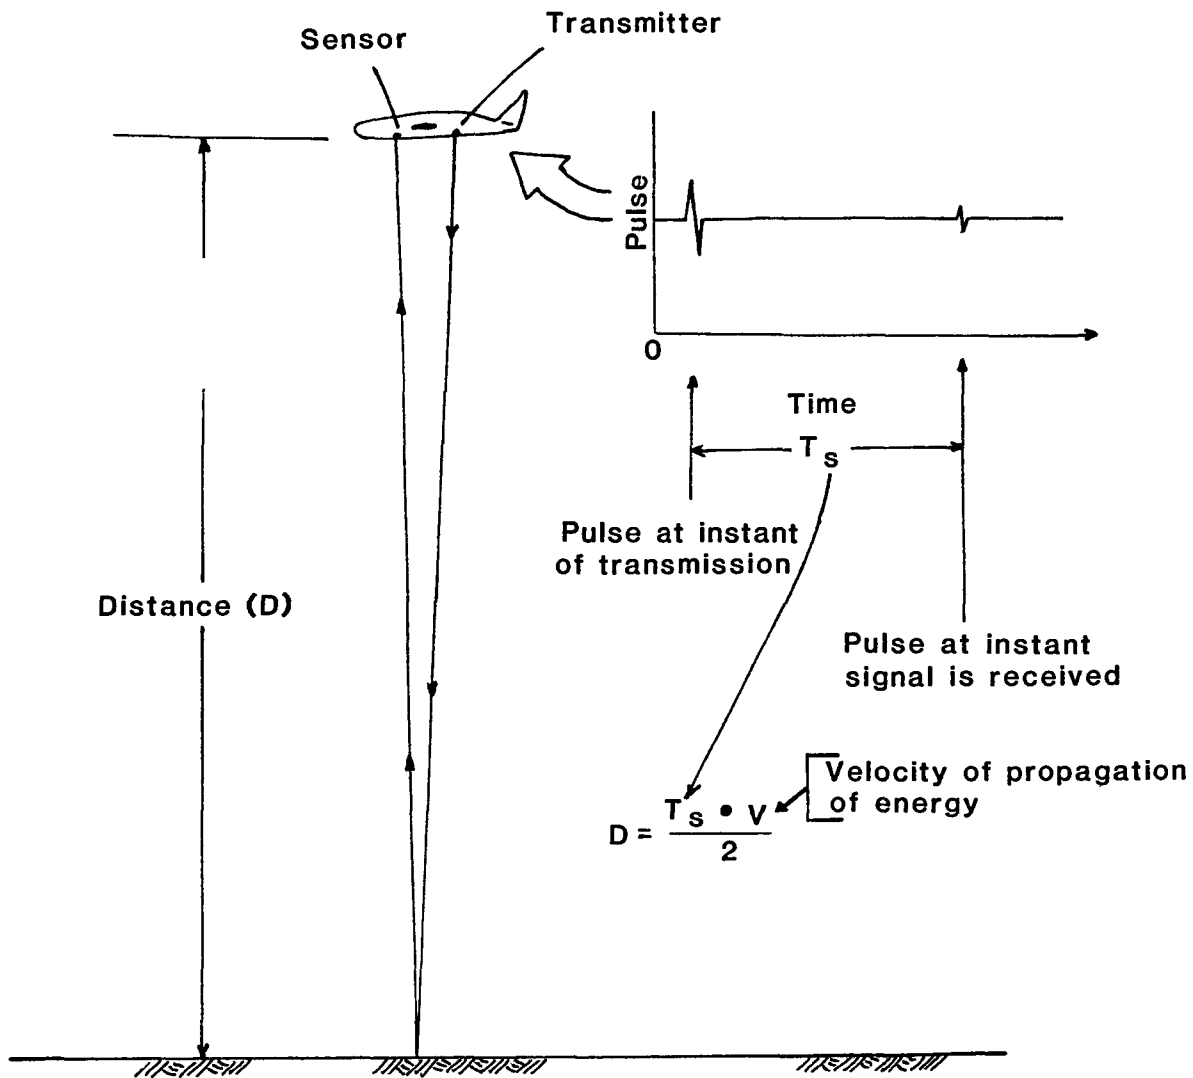 Sensor
Transmitter
Pulse
0
Time
Ts
Pulse at instant
of transmission
Distance (D)
Pulse at instant
signal is received
Velocity of propagation
of energy
D = Ts • V
2